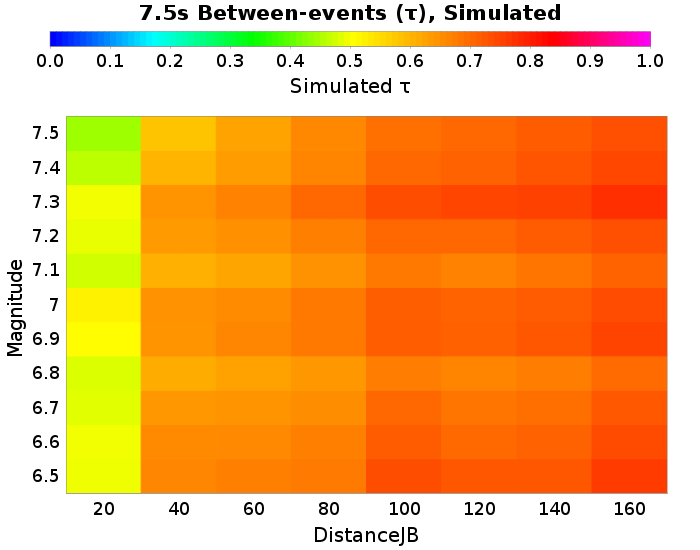 7.5s Between-events (τ), Simulated
0.0 0.1 0.2 0.3 0.4 0.5 0.6 0.7 0.8 0.9 1.0
Simulated τ
Magnitude
7.5
7.4
7.3
7.2
7.1
7
6.9
6.8
6.7
6.6
6.5
20 40 60 80 100 120 140 160
DistanceJB